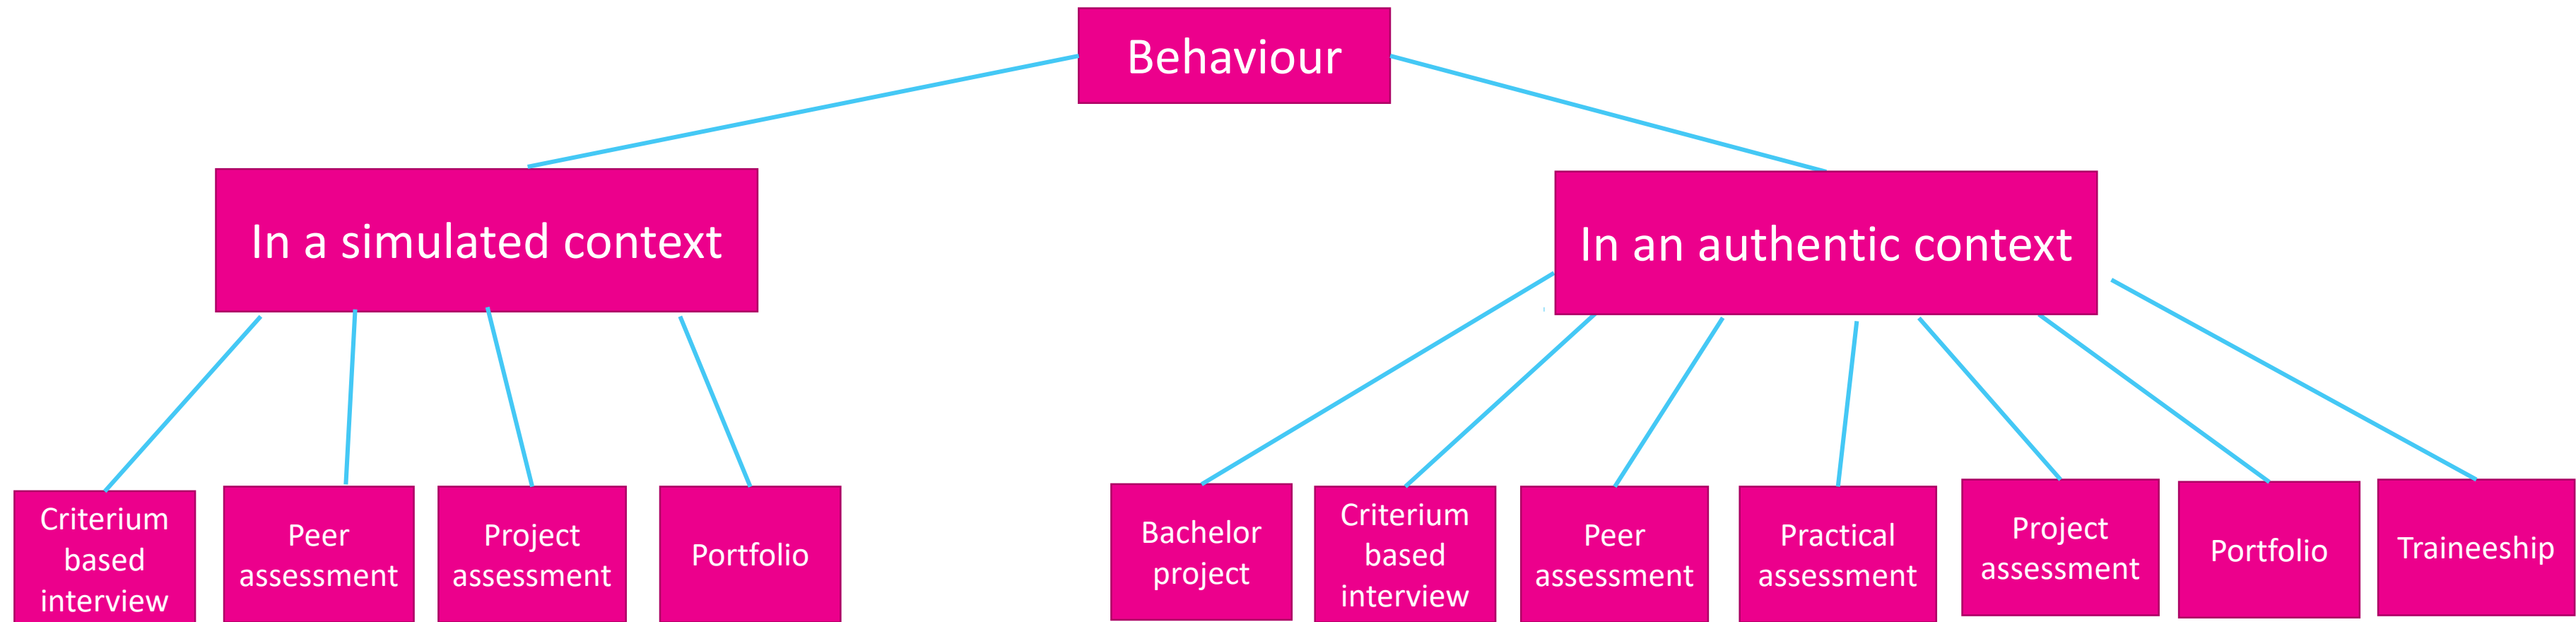 Behaviour
In a simulated context
In an authentic context
Criterium
based
interview
Peer
assessment
Project
assessment
Portfolio
Bachelor
project
Criterium
based
interview
Peer
assessment
Practical
assessment
Project
assessment
Portfolio
Traineeship